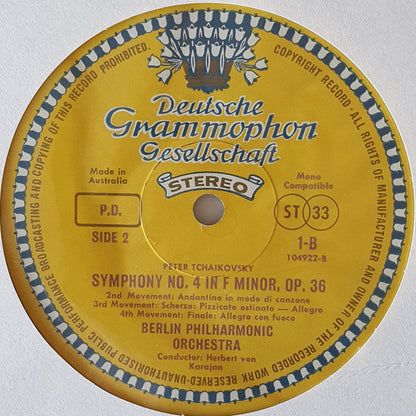 COPYRIGHT RECORD · ALL RIGHTS OF MANUFACTURER AND OWNER OF THE RECORDED WORK RESERVED·UNAUTHORISED PUBLIC PERFORMANCE BROADCASTING AND COPYING OF THIS RECORD PROHIBITED.
Deutsche
Grammophon
Gesellschaft
Made in
Australia
STEREO
Mono
Compatible
P.D.
ST 33
SIDE 2
1-B
104922-B
PETER TCHAIKOVSKY
SYMPHONY NO. 4 IN F MINOR, OP. 36
2nd Movement: Andantino in modo di canzone
3rd Movement: Scherzo: Pizzicato ostinato — Allegro
4th Movement: Finale: Allegro con fuoco
BERLIN PHILHARMONIC
ORCHESTRA
Conductor: Herbert von
Karajan